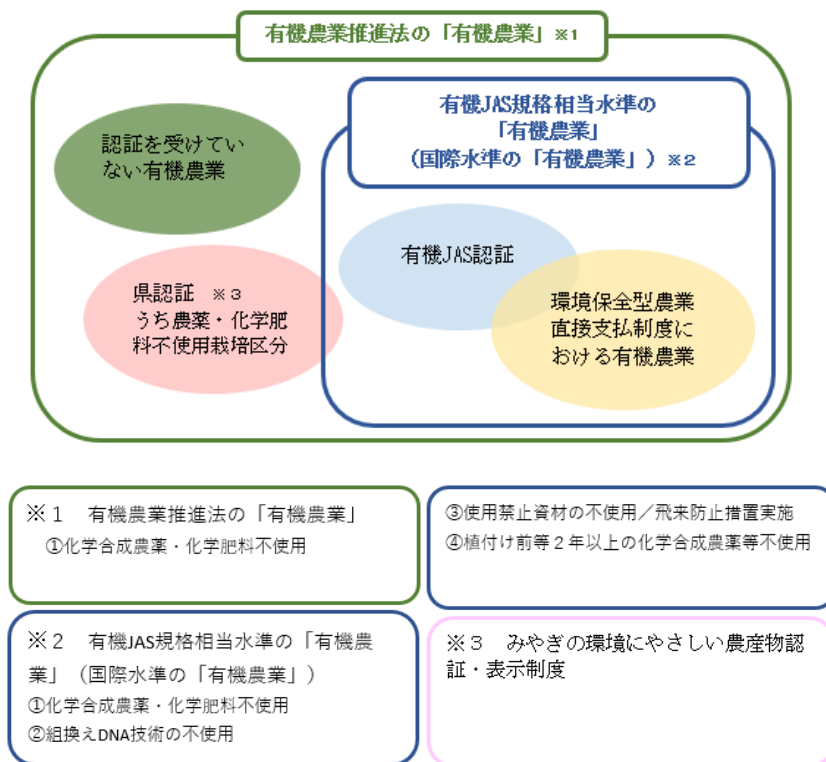 有機農業推進法の「有機農業」※1
有機JAS規格相当水準の
「有機農業」
（国際水準の「有機農業」）※2
認証を受けてい
ない有機農業
有機JAS認証
県認証　※３
うち農薬・化学肥
料不使用栽培区分
環境保全型農業
直接支払制度に
おける有機農業
※１　有機農業推進法の「有機農業」
①化学合成農薬・化学肥料不使用
※２　有機JAS規格相当水準の「有機農
業」（国際水準の「有機農業」）
①化学合成農薬・化学肥料不使用
②組換えDNA技術の不使用
③使用禁止資材の不使用／飛来防止措置実施
④植付け前等２年以上の化学合成農薬等不使用
※３　みやぎの環境にやさしい農産物認
証・表示制度